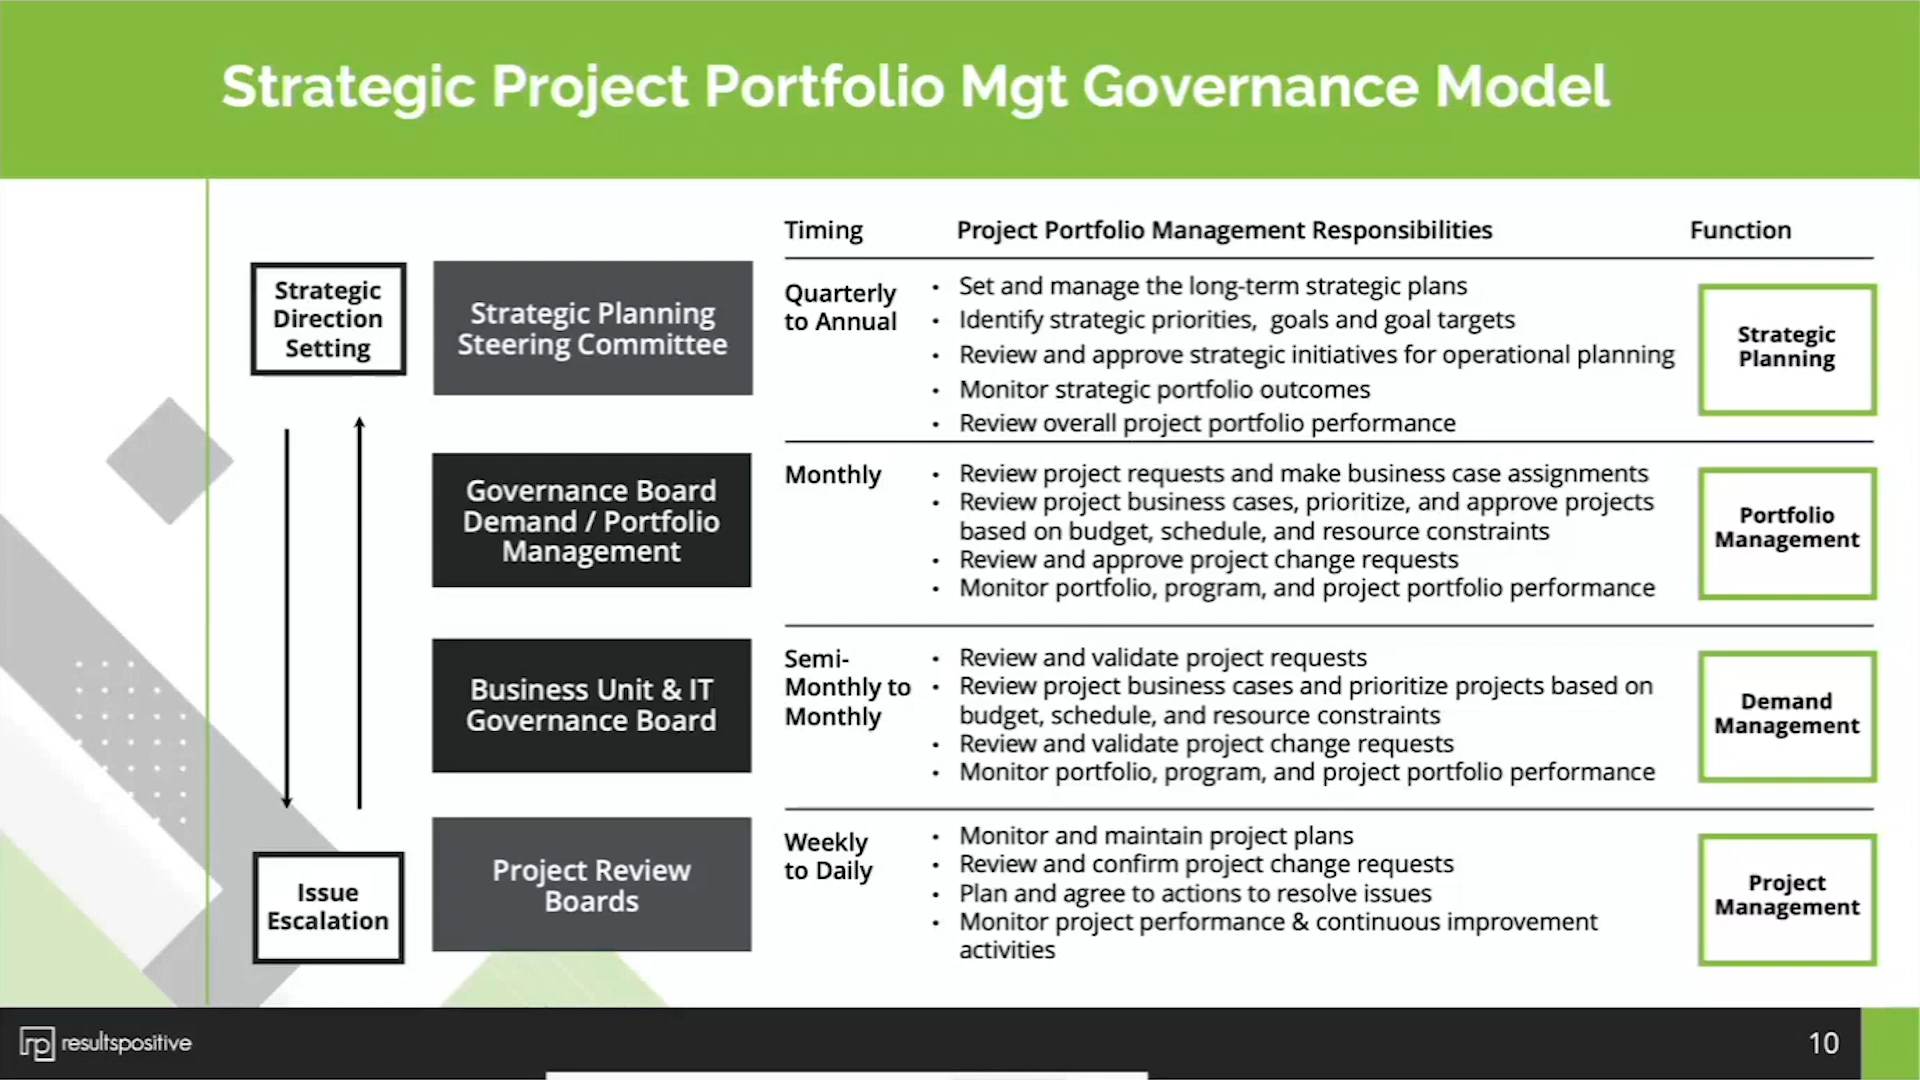 Strategic Project Portfolio Mgt Governance Model
Timing
Project Portfolio Management Responsibilities
Function
Strategic
Direction
Setting
Strategic Planning
Steering Committee
Quarterly
to Annual
• Set and manage the long-term strategic plans
• Identify strategic priorities,  goals and goal targets
• Review and approve strategic initiatives for operational planning
• Monitor strategic portfolio outcomes
• Review overall project portfolio performance
Strategic
Planning
Governance Board
Demand / Portfolio
Management
Monthly
• Review project requests and make business case assignments
• Review project business cases, prioritize, and approve projects
based on budget, schedule, and resource constraints
• Review and approve project change requests
• Monitor portfolio, program, and project portfolio performance
Portfolio
Management
Business Unit & IT
Governance Board
Semi-
Monthly to
Monthly
• Review and validate project requests
• Review project business cases and prioritize projects based on
budget, schedule, and resource constraints
• Review and validate project change requests
• Monitor portfolio, program, and project portfolio performance
Demand
Management
Issue
Escalation
Project Review
Boards
Weekly
to Daily
• Monitor and maintain project plans
• Review and confirm project change requests
• Plan and agree to actions to resolve issues
• Monitor project performance & continuous improvement
activities
Project
Management
rp resultspositive
10